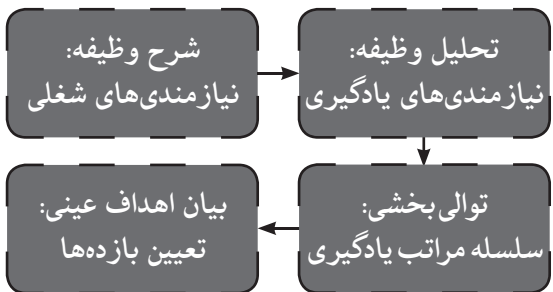 شرح وظیفه:
نیازمندی‌های شغلی
تحلیل وظیفه:
نیازمندی‌های یادگیری
توالی‌بخشی:
سلسله مراتب یادگیری
بیان اهداف عینی:
تعیین بازده‌ها